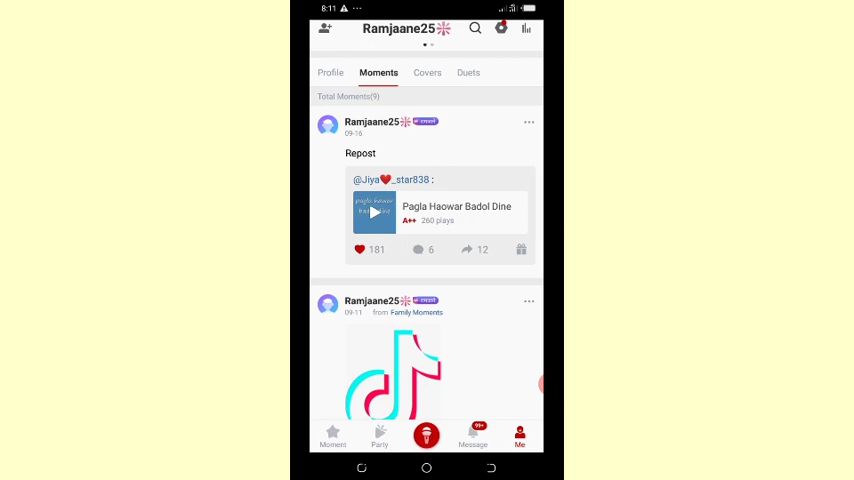 8:11
Ramjaane25
Profile Moments Covers Duets
Total Moments(9)
Ramjaane25
09-16
Repost
@Jiya❤️_star838 :
Pagla Haowar Badol Dine
A++ 260 plays
181 6 12
Ramjaane25
09-11 from Family Moments
99+
Moment Party Message Me